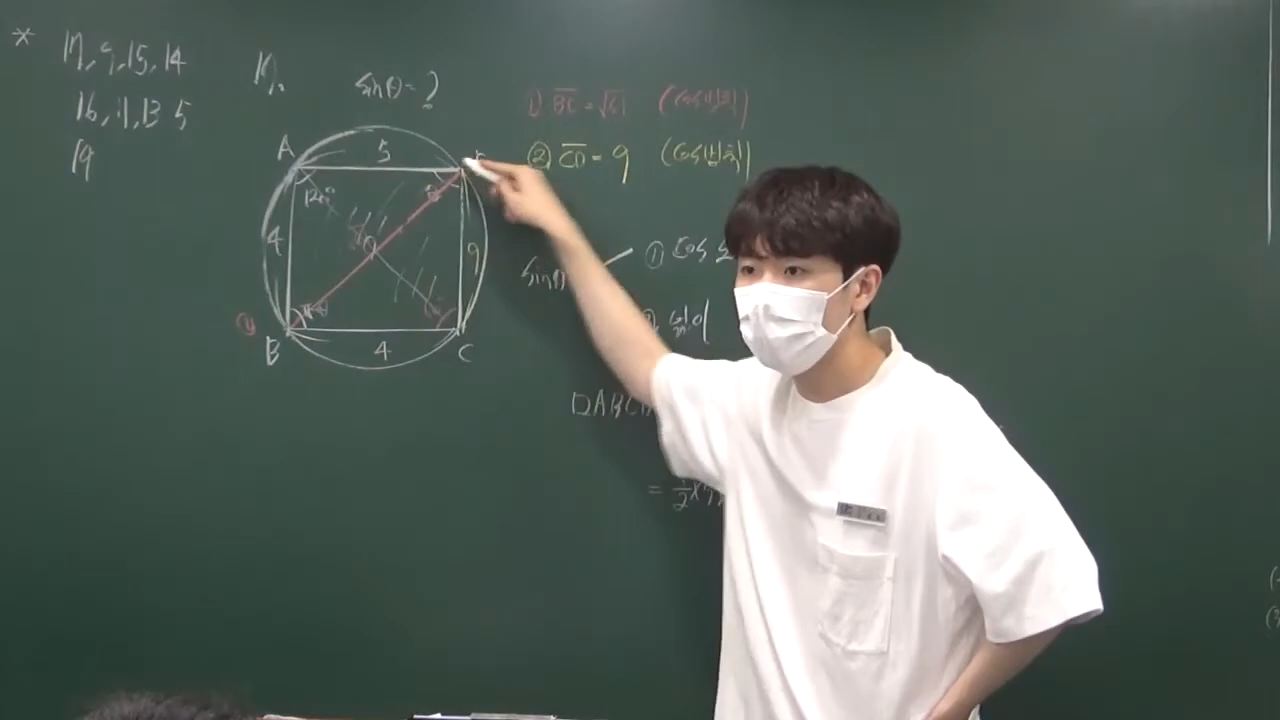 * 17, 9, 15, 14
16, 11, 13 5
19
17.
sinθ = ?
A
5
120°
4
9
B
4
C
① BC = √61 (cos법칙)
② CD = 9 (cos법칙)
sinθ
① cos
② 넓이
□ABCD
= 1/2 ×